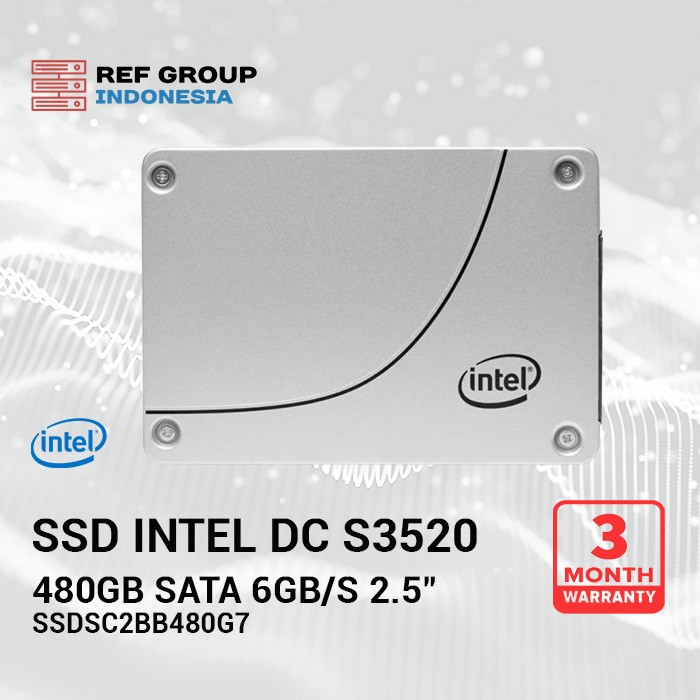 REF GROUP
INDONESIA
intel
intel
SSD INTEL DC S3520
480GB SATA 6GB/S 2.5"
SSDSC2BB480G7
3
MONTH
WARRANTY